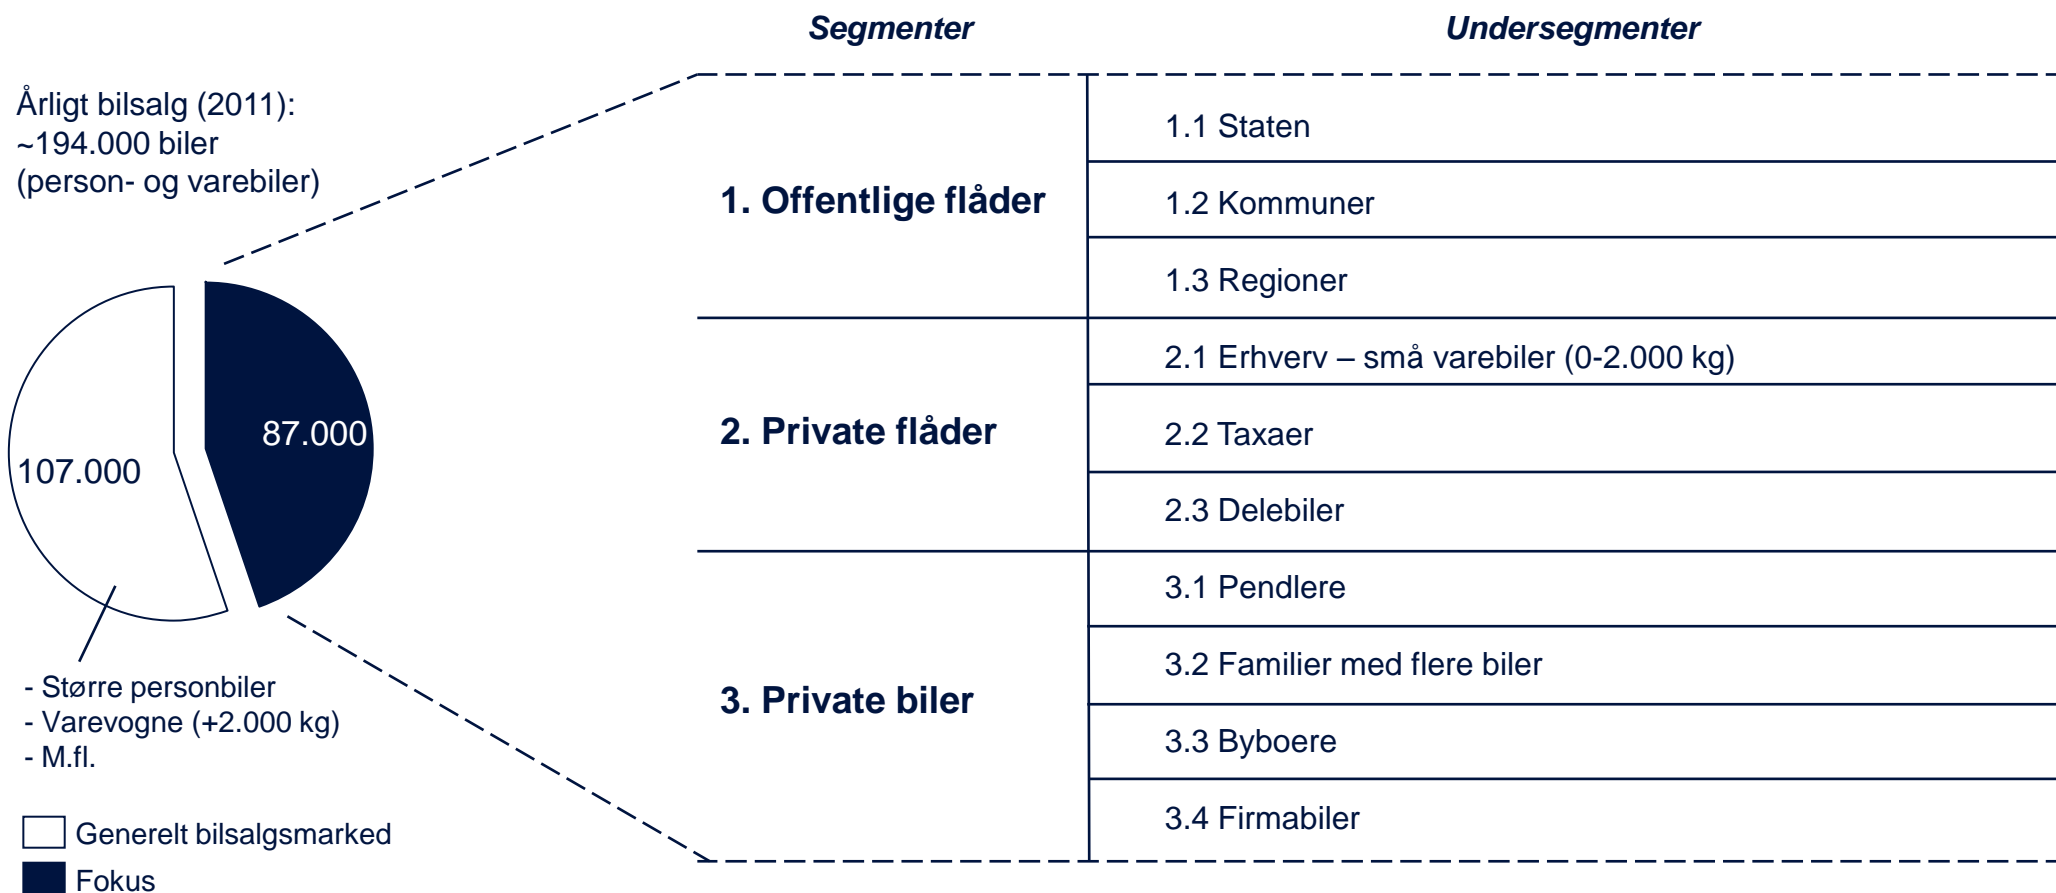 Segmenter
Undersegmenter
Årligt bilsalg (2011):
~194.000 biler
(person- og varebiler)
107.000
87.000
- Større personbiler
- Varevogne (+2.000 kg)
- M.fl.
Generelt bilsalgsmarked
Fokus
1. Offentlige flåder
1.1 Staten
1.2 Kommuner
1.3 Regioner
2. Private flåder
2.1 Erhverv – små varebiler (0-2.000 kg)
2.2 Taxaer
2.3 Delebiler
3. Private biler
3.1 Pendlere
3.2 Familier med flere biler
3.3 Byboere
3.4 Firmabiler